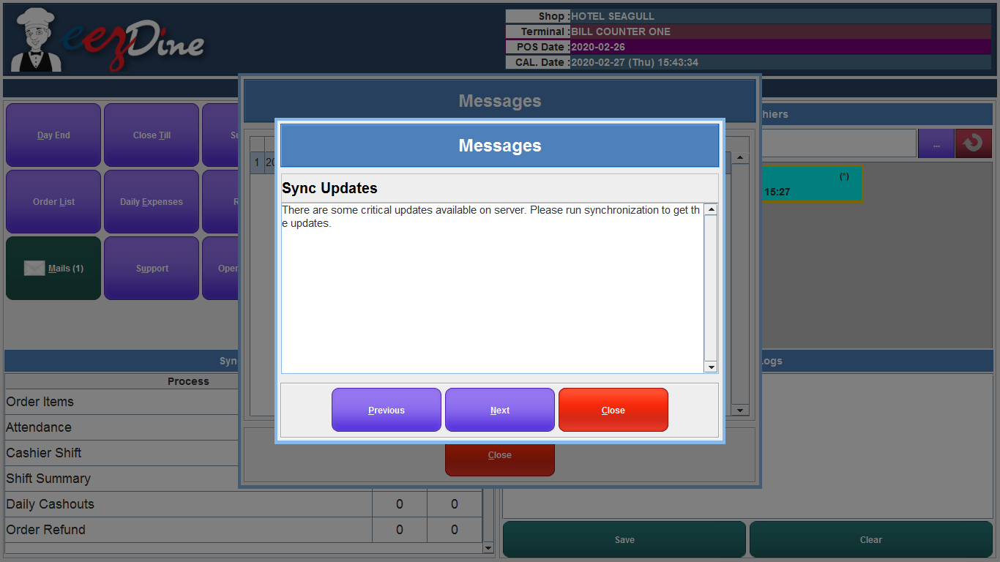 eezDine
Shop :HOTEL SEAGULL
Terminal :BILL COUNTER ONE
POS Date :2020-02-26
CAL. Date :2020-02-27 (Thu) 15:43:34
Messages
hiers
Day End
Close Till
...
1 20
Messages
(*)
15:27
Sync Updates
There are some critical updates available on server. Please run synchronization to get th
e updates.
Order List
Daily Expenses
Mails (1)
Support
Oper
Previous
Next
Close
Close
Syn
ogs
Process
Order Items
Attendance
Cashier Shift
Shift Summary
Daily Cashouts 0 0
Order Refund 0 0
Save
Clear